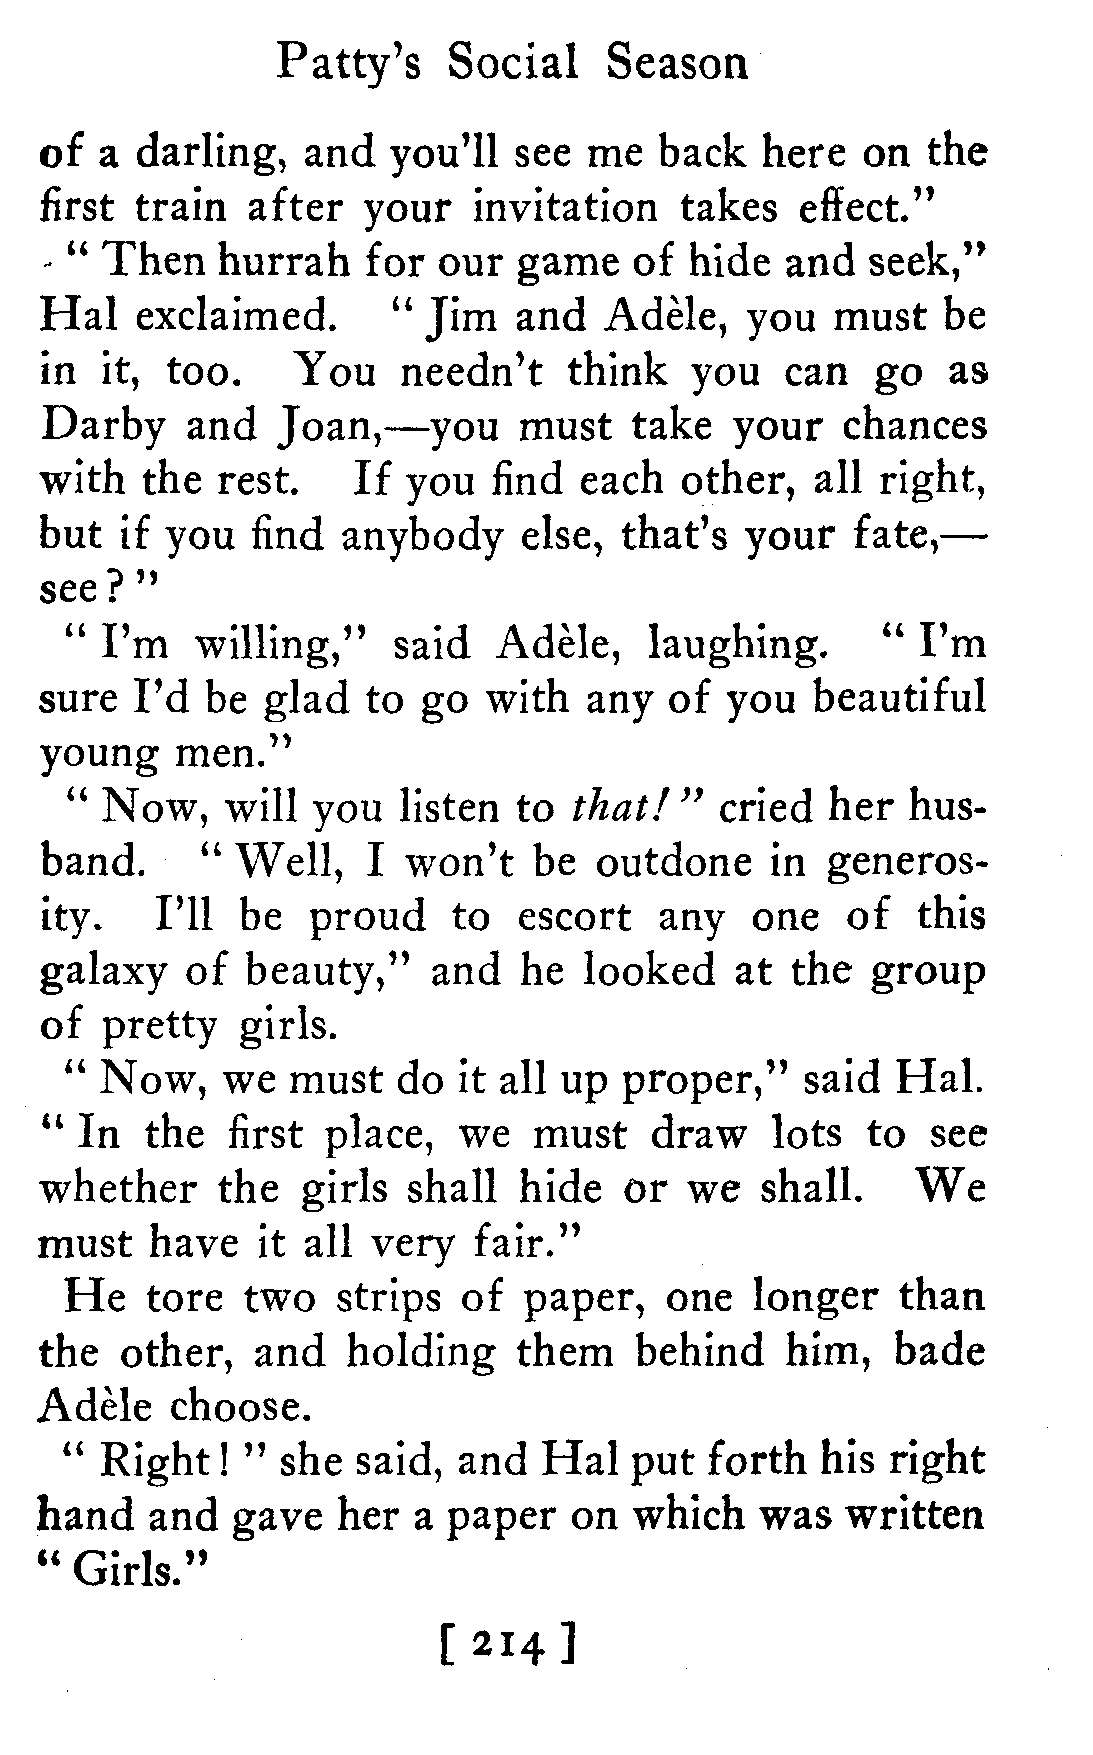 Patty's Social Season
of a darling, and you'll see me back here on the
first train after your invitation takes effect."
"Then hurrah for our game of hide and seek,"
Hal exclaimed. "Jim and Adèle, you must be
in it, too. You needn't think you can go as
Darby and Joan,—you must take your chances
with the rest. If you find each other, all right,
but if you find anybody else, that's your fate,—
see?"
"I'm willing," said Adèle, laughing. "I'm
sure I'd be glad to go with any of you beautiful
young men."
"Now, will you listen to that!" cried her hus-
band. "Well, I won't be outdone in generos-
ity. I'll be proud to escort any one of this
galaxy of beauty," and he looked at the group
of pretty girls.
"Now, we must do it all up proper," said Hal.
"In the first place, we must draw lots to see
whether the girls shall hide or we shall. We
must have it all very fair."
He tore two strips of paper, one longer than
the other, and holding them behind him, bade
Adèle choose.
"Right!" she said, and Hal put forth his right
hand and gave her a paper on which was written
"Girls."
[214]